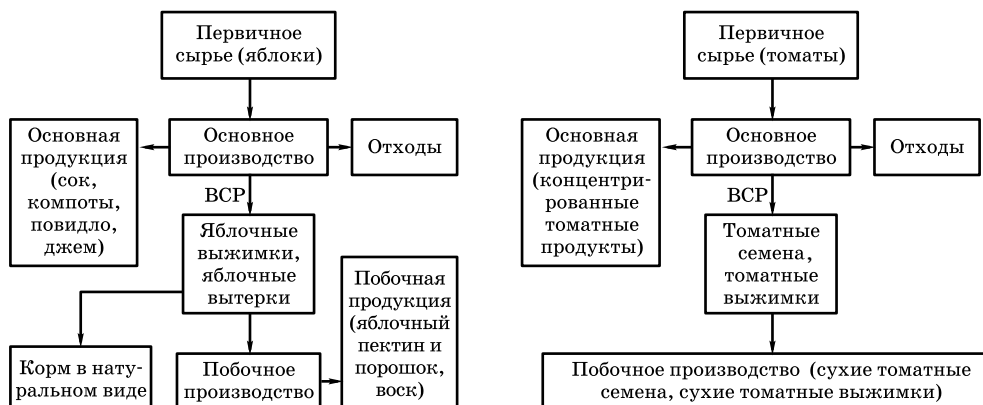 Первичное
сырье (яблоки)
Основная
продукция
(сок,
компоты,
повидло,
джем)
Основное
производство
Отходы
ВСР
Яблочные
выжимки,
яблочные
вытерки
Побочная
продукция
(яблочный
пектин и
порошок,
воск)
Корм в нату-
ральном виде
Побочное
производство
Первичное
сырье (томаты)
Основная
продукция
(концентри-
рованные
томатные
продукты)
Основное
производство
Отходы
ВСР
Томатные
семена,
томатные
выжимки
Побочное производство (сухие томатные
семена, сухие томатные выжимки)